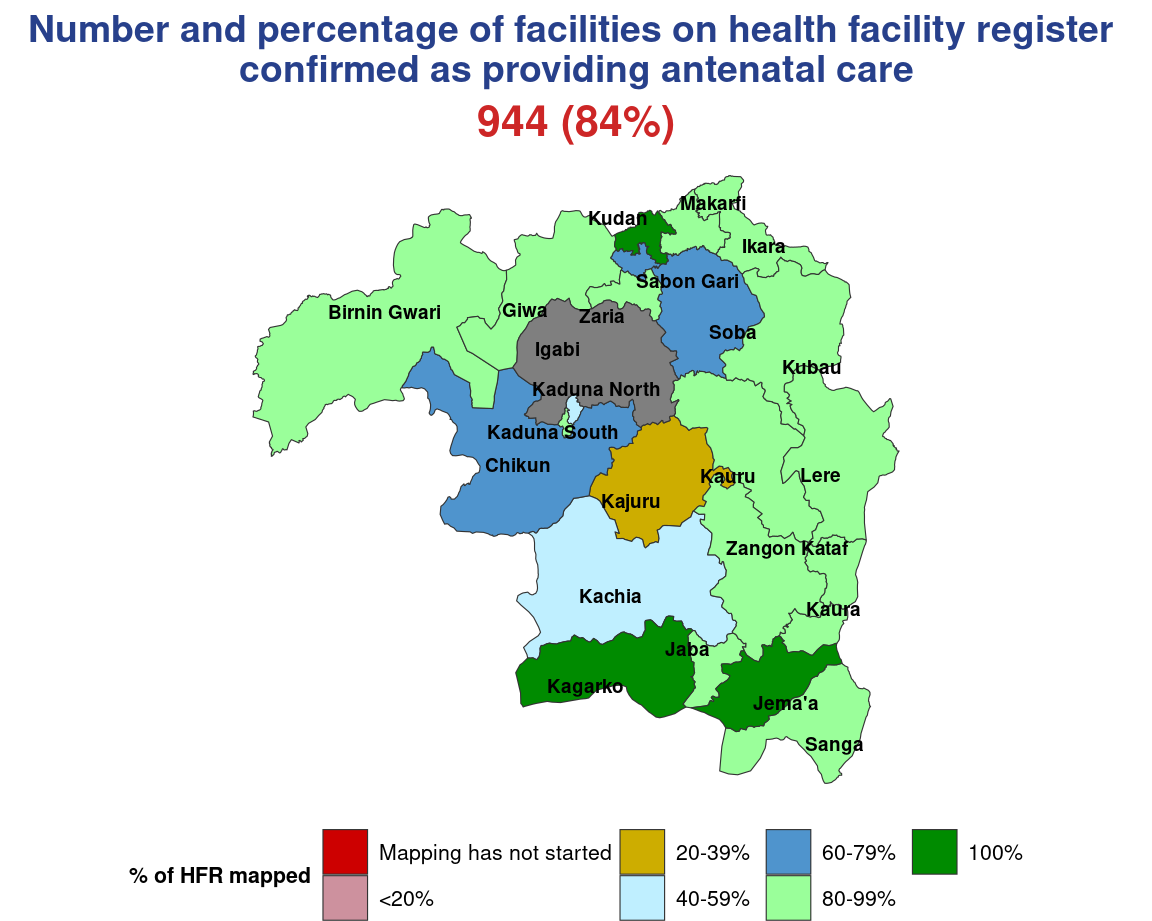 Number and percentage of facilities on health facility register
confirmed as providing antenatal care
944 (84%)
Makarfi
Kudan
Ikara
Sabon Gari
Birnin Gwari
Giwa
Zaria
Soba
Igabi
Kubau
Kaduna North
Kaduna South
Chikun
Kauru
Lere
Kajuru
Zangon Kataf
Kachia
Kaura
Jaba
Kagarko
Jema'a
Sanga
% of HFR mapped
Mapping has not started
<20%
20-39%
40-59%
60-79%
80-99%
100%